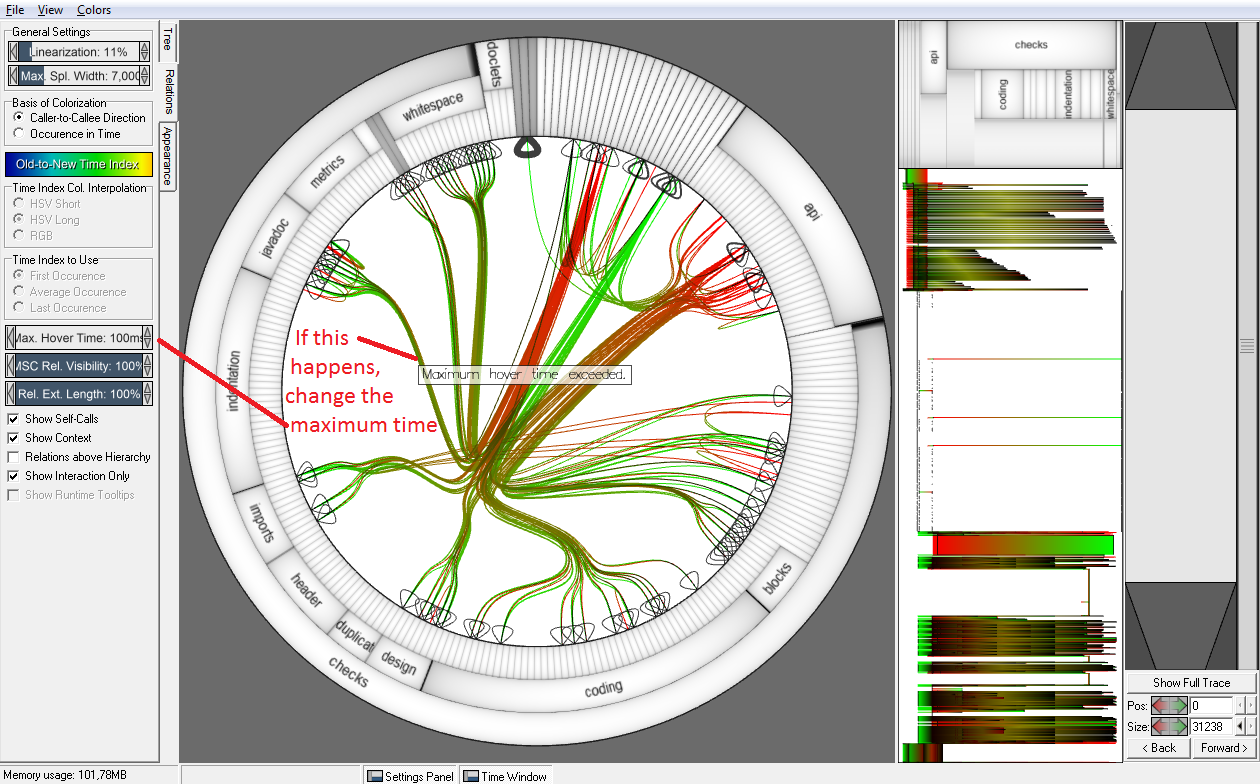 File View Colors
General Settings
Linearization: 11%
Max. Spl. Width: 7,000
Basis of Colorization
Caller-to-Callee Direction
Occurence in Time
Old-to-New Time Index
Time Index Col. Interpolation
HSV Short
HSV Long
RGB
Time Index to Use
First Occurence
Average Occurence
Last Occurence
Max. Hover Time: 100ms
MSC Rel. Visibility: 100%
Rel. Ext. Length: 100%
Show Self-Calls
Show Context
Relations above Hierarchy
Show Interaction Only
Show Runtime Tooltips
Tree
Relations
Appearance
doclets
whitespace
metrics
javadoc
indentation
imports
header
duplicat
design
checks
coding
blocks
api
If this
happens,
change the
maximum time
Maximum hover time exceeded.
api
checks
coding
indentation
whitespace
Show Full Trace
Pos: 0
Size: 31238
< Back Forward >
Memory usage: 101,78MB
Settings Panel
Time Window